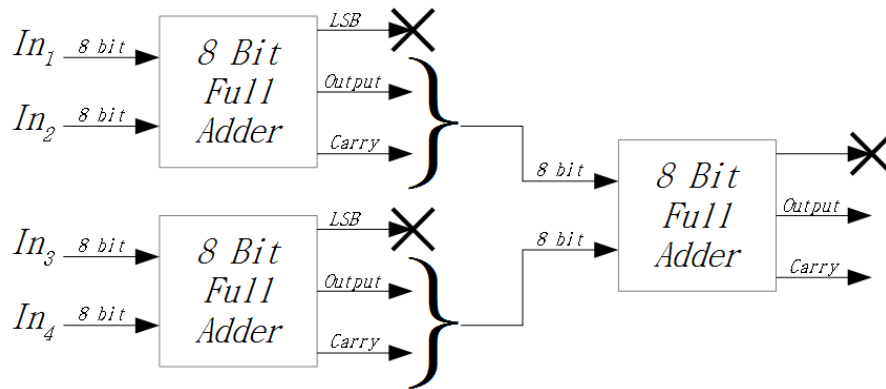 In1 8 bit
In2 8 bit
8 Bit
Full
Adder
LSB
Output
Carry
In3 8 bit
In4 8 bit
8 Bit
Full
Adder
LSB
Output
Carry
8 bit
8 bit
8 Bit
Full
Adder
Output
Carry